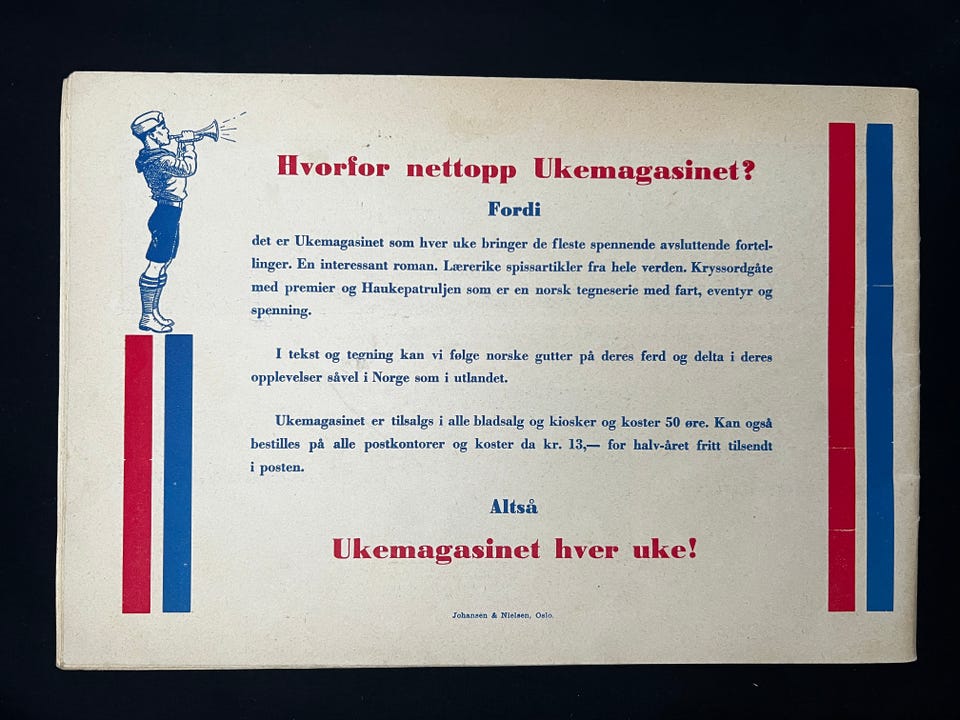 Hvorfor nettopp Ukemagasinet?
Fordi
det er Ukemagasinet som hver uke bringer de fleste spennende avsluttende fortel-
linger. En interessant roman. Lærerike spissartikler fra hele verden. Kryssordgåte
med premier og Haukepatruljen som er en norsk tegneserie med fart, eventyr og
spenning.
I tekst og tegning kan vi følge norske gutter på deres ferd og delta i deres
opplevelser såvel i Norge som i utlandet.
Ukemagasinet er tilsalgs i alle bladsalg og kiosker og koster 50 øre. Kan også
bestilles på alle postkontorer og koster da kr. 13,— for halv-året fritt tilsendt
i posten.
Altså
Ukemagasinet hver uke!
Johansen & Nielsen, Oslo.